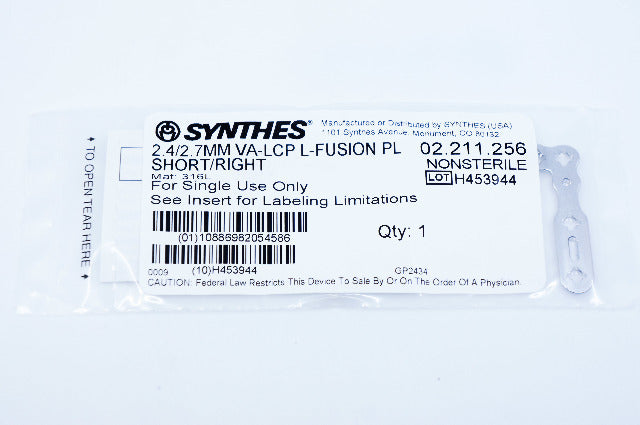 SYNTHES®
Manufactured or Distributed by SYNTHES (USA)
1101 Synthes Avenue, Monument, CO 80132
2.4/2.7MM VA-LCP L-FUSION PL 02.211.256
SHORT/RIGHT NONSTERILE
Mat: 316L LOT H453944
For Single Use Only
See Insert for Labeling Limitations
(01)10886982054586 Qty: 1
0009 (10)H453944 GP2434
CAUTION: Federal Law Restricts This Device To Sale By Or On The Order Of A Physician.
TO OPEN TEAR HERE